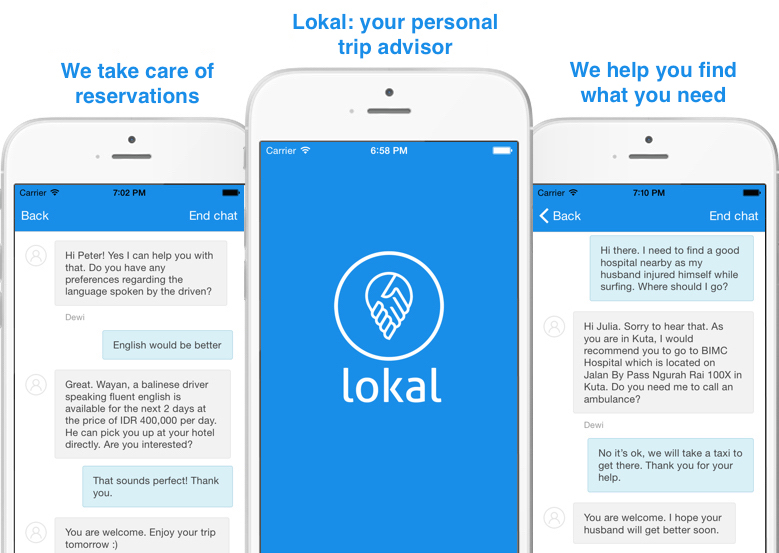 Lokal: your personal
trip advisor
We take care of
reservations
We help you find
what you need
Carrier 7:02 PM
Back End chat
Hi Peter! Yes I can help you with
that. Do you have any
preferences regarding the
language spoken by the driven?
Dewi
English would be better
Great. Wayan, a balinese driver
speaking fluent english is
available for the next 2 days at
the price of IDR 400,000 per day.
He can pick you up at your hotel
directly. Are you interested?
That sounds perfect! Thank
you.
You are welcome. Enjoy your trip
tomorrow :)
Carrier 6:58 PM
lokal
Carrier 7:10 PM
Back End chat
Hi there. I need to find a good
hospital nearby as my
husband injured himself while
surfing. Where should I go?
Hi Julia. Sorry to hear that. As
you are in Kuta, I would
recommend you to go to BIMC
Hospital which is located on
Jalan By Pass Ngurah Rai 100X in
Kuta. Do you need me to call an
ambulance?
Dewi
No it's ok, we will take a taxi to
get there. Thank you for your
help.
You are welcome. I hope your
husband will get better soon.